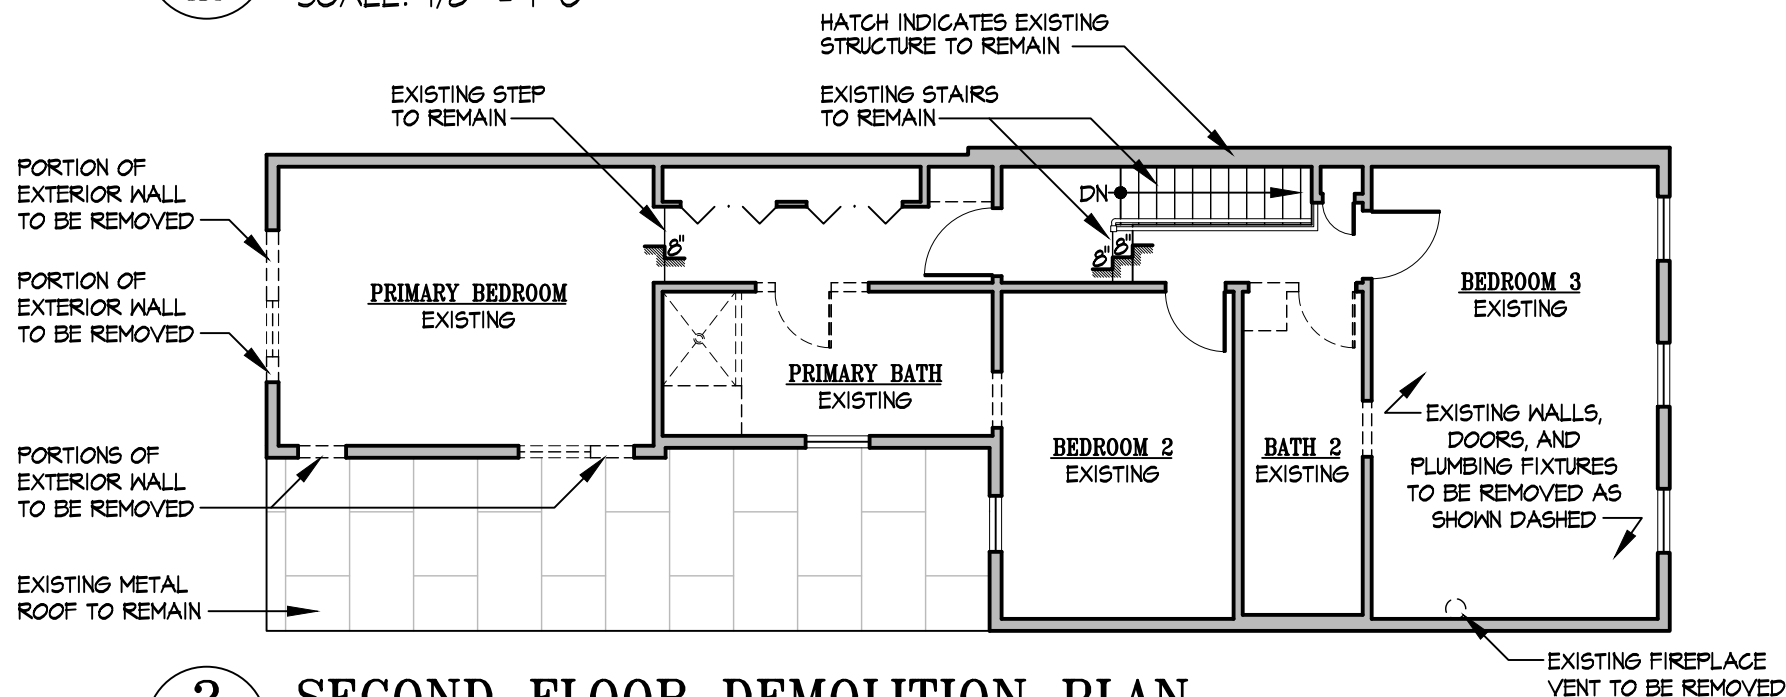 HATCH INDICATES EXISTING
STRUCTURE TO REMAIN
EXISTING STEP
TO REMAIN
EXISTING STAIRS
TO REMAIN
PORTION OF
EXTERIOR WALL
TO BE REMOVED
DN
8"
8"
8"
PORTION OF
EXTERIOR WALL
TO BE REMOVED
PRIMARY BEDROOM
EXISTING
BEDROOM 3
EXISTING
PRIMARY BATH
EXISTING
EXISTING WALLS,
DOORS, AND
PLUMBING FIXTURES
TO BE REMOVED AS
SHOWN DASHED
BEDROOM 2
EXISTING
BATH 2
EXISTING
PORTIONS OF
EXTERIOR WALL
TO BE REMOVED
EXISTING METAL
ROOF TO REMAIN
EXISTING FIREPLACE
VENT TO BE REMOVED
SECOND FLOOR DEMOLITION PLAN